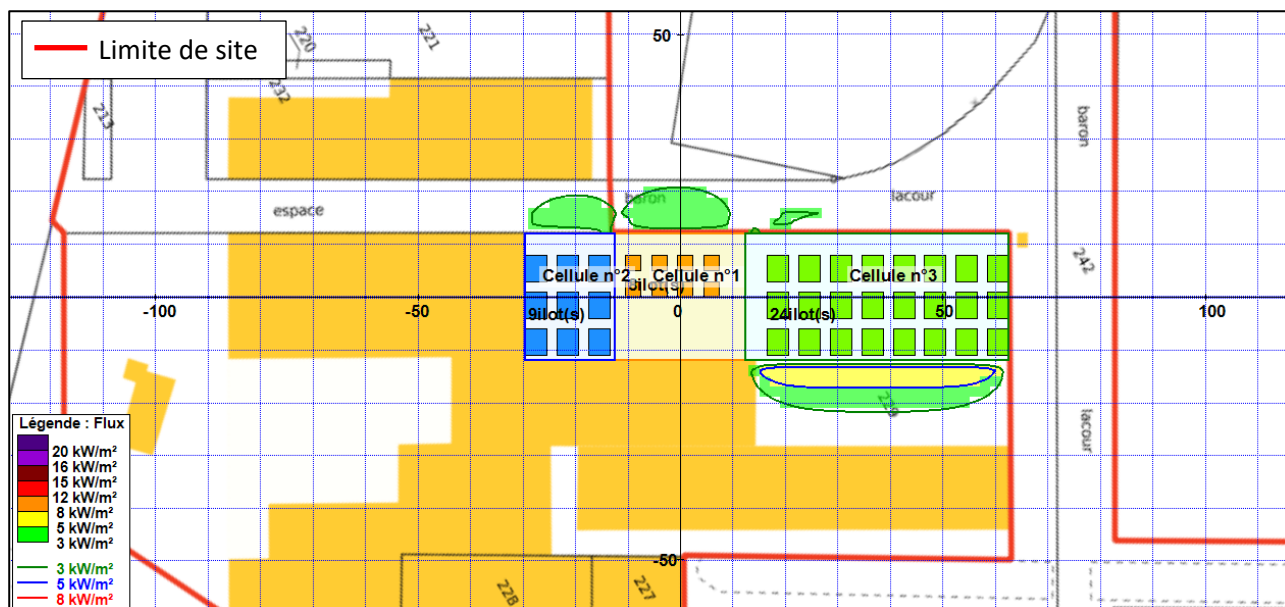 Limite de site
220
221
50
232
213
baron
espace
baron
lacour
242
Cellule n°2
Cellule n°1
Cellule n°3
8ilot(s)
9ilot(s)
24ilot(s)
-100
-50
0
50
100
229
lacour
Légende : Flux
20 kW/m²
16 kW/m²
15 kW/m²
12 kW/m²
8 kW/m²
5 kW/m²
3 kW/m²
3 kW/m²
5 kW/m²
8 kW/m²
-50
228
227